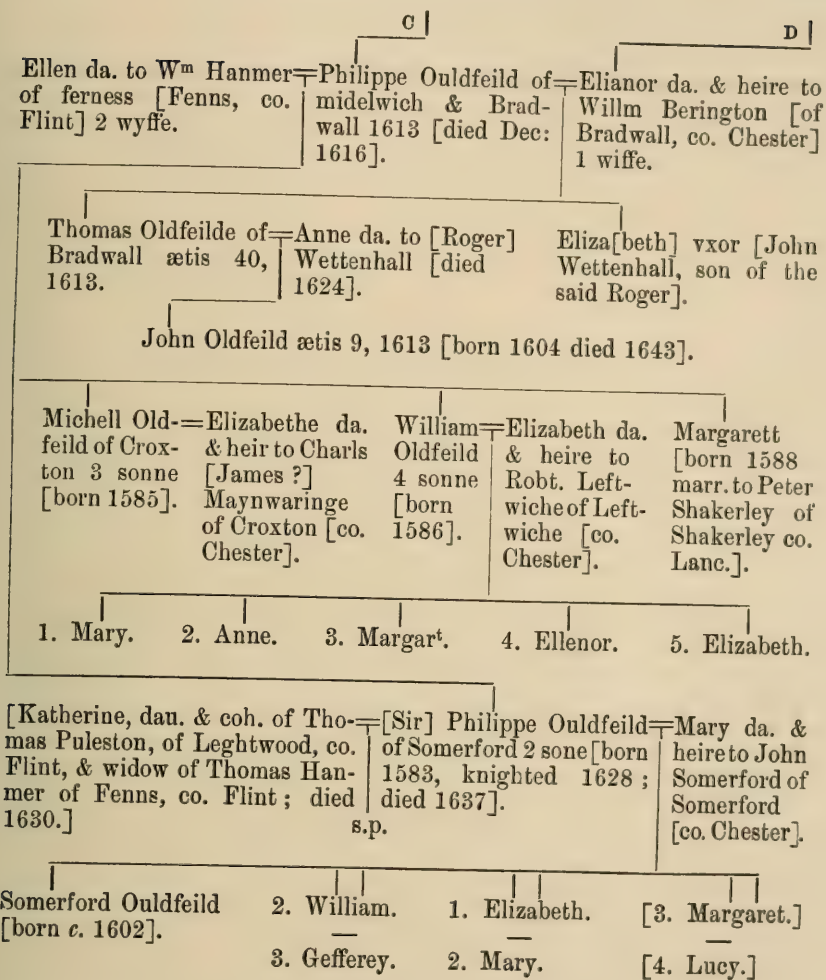 C
D
Ellen da. to Wᵐ Hanmer
of ferness [Fenns, co.
Flint] 2 wyffe.
Philippe Ouldfeild of
midelwich & Brad-
wall 1613 [died Dec:
1616].
Elianor da. & heire to
Willm Berington [of
Bradwall, co. Chester]
1 wiffe.
Thomas Oldfeilde of
Bradwall ætis 40,
1613.
Anne da. to [Roger]
Wettenhall [died
1624].
Eliza[beth] vxor [John
Wettenhall, son of the
said Roger].
John Oldfeild ætis 9, 1613 [born 1604 died 1643].
Michell Old-
feild of Crox-
ton 3 sonne
[born 1585].
Elizabethe da.
& heir to Charls
[James ?]
Maynwaringe
of Croxton [co.
Chester].
William
Oldfeild
4 sonne
[born
1586].
Elizabeth da.
& heire to
Robt. Left-
wiche of Left-
wiche [co.
Chester].
Margarett
[born 1588
marr. to Peter
Shakerley of
Shakerley co.
Lanc.].
1. Mary. 2. Anne. 3. Margarᵗ. 4. Ellenor. 5. Elizabeth.
[Katherine, dau. & coh. of Tho-
mas Puleston, of Leghtwood, co.
Flint, & widow of Thomas Han-
mer of Fenns, co. Flint; died
1630.]
s.p.
[Sir] Philippe Ouldfeild
of Somerford 2 sone [born
1583, knighted 1628;
died 1637].
Mary da. &
heire to John
Somerford of
Somerford
[co. Chester].
Somerford Ouldfeild
[born c. 1602].
2. William.
3. Gefferey.
1. Elizabeth.
2. Mary.
[3. Margaret.]
[4. Lucy.]